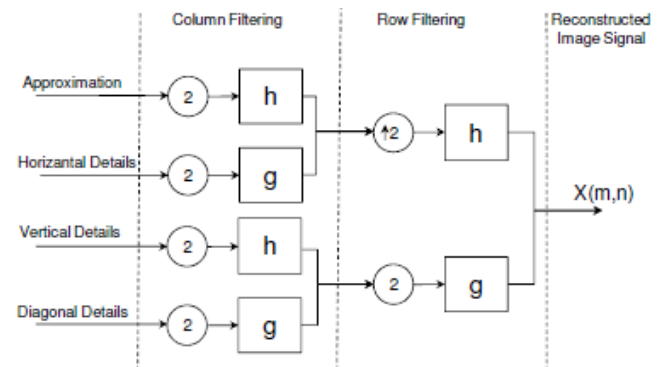 Column Filtering
Row Filtering
Reconstructed
Image Signal
Approximation
2
h
↑2
h
Horizantal Details
2
g
X(m,n)
Vertical Details
2
h
2
g
Diagonal Details
2
g